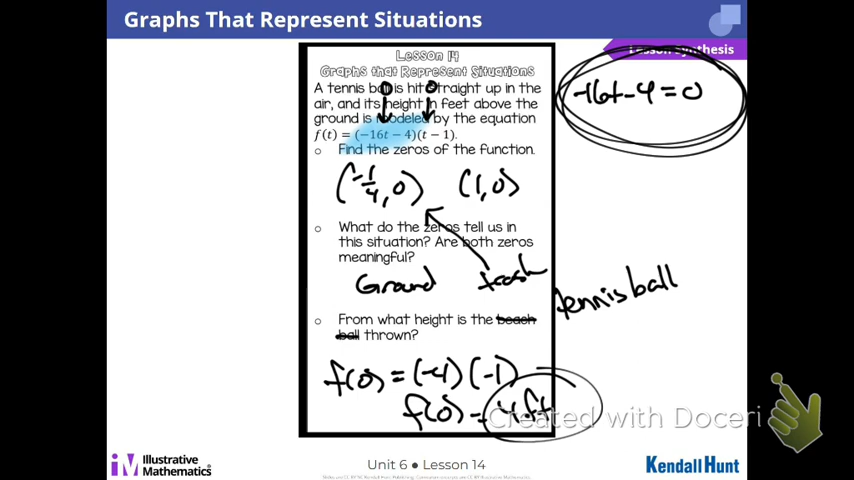 Graphs That Represent Situations
Lesson Synthesis
Lesson 14
Graphs that Represent Situations
A tennis ball is hit straight up in the
air, and its height in feet above the
ground is modeled by the equation
f(t) = (−16t − 4)(t − 1).
○ Find the zeros of the function.
(-1/4, 0) (1, 0)
○ What do the zeros tell us in
this situation? Are both zeros
meaningful?
Ground
○ From what height is the beach
ball thrown?
f(0) = (-4)(-1)
f(0) = 4 ft
0 0
-16t-4=0
tennis ball
Created with Doceri
Illustrative
Mathematics®
Unit 6 ● Lesson 14
Kendall Hunt